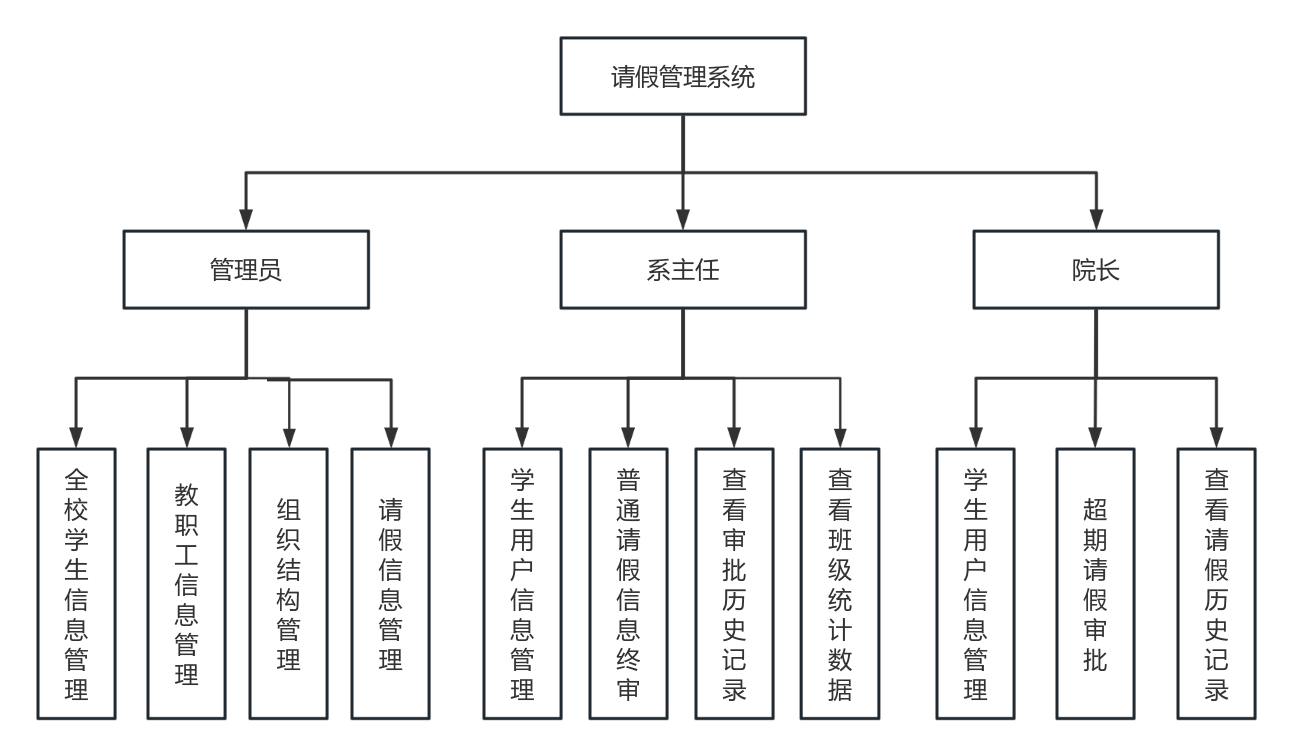 请假管理系统
管理员
系主任
院长
全校学生信息管理
教职工信息管理
组织结构管理
请假信息管理
学生用户信息管理
普通请假信息终审
查看审批历史记录
查看班级统计数据
学生用户信息管理
超期请假审批
查看请假历史记录